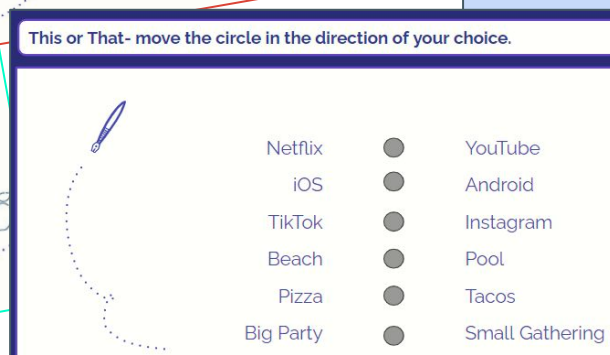 This or That- move the circle in the direction of your choice.
Netflix YouTube
iOS Android
TikTok Instagram
Beach Pool
Pizza Tacos
Big Party Small Gathering